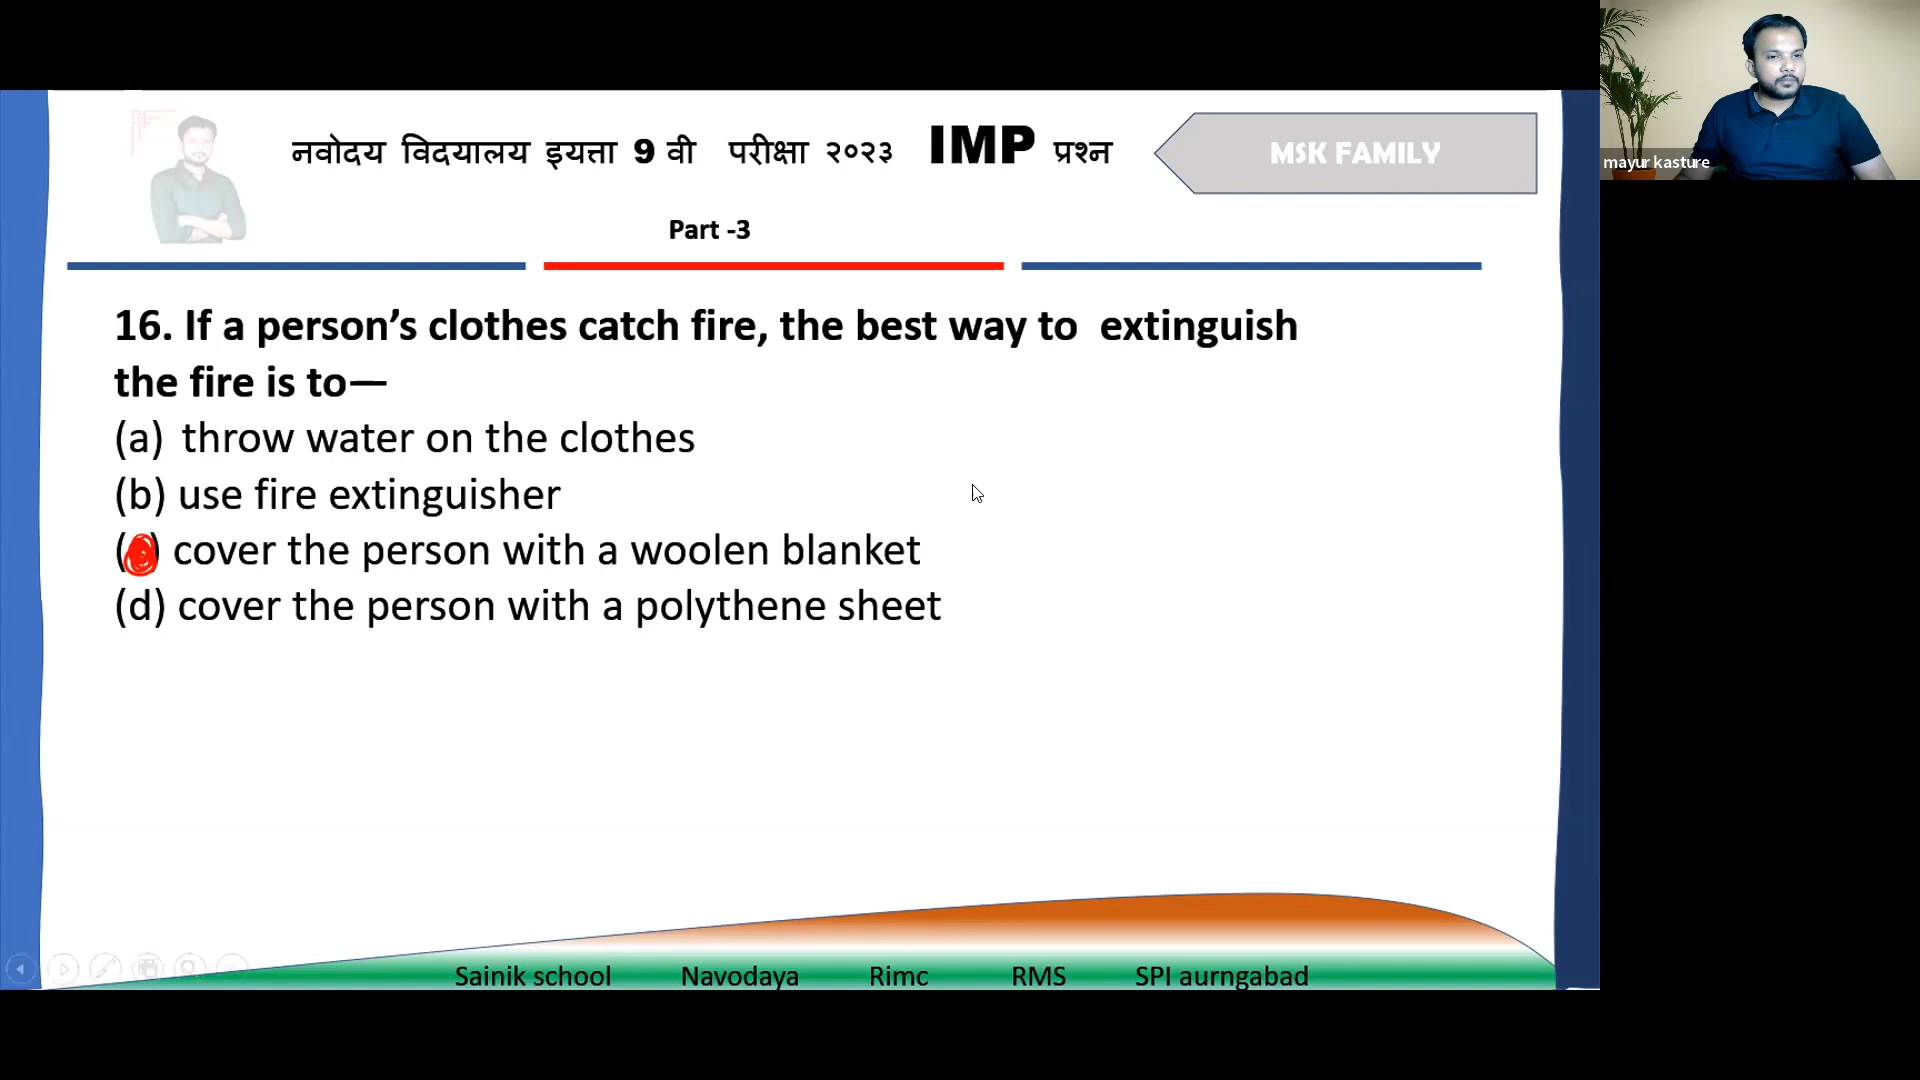 नवोदय विदयालय इयत्ता 9 वी परीक्षा २०२३ IMP प्रश्न
MSK FAMILY
mayur kasture
Part -3
16. If a person’s clothes catch fire, the best way to extinguish
the fire is to—
(a) throw water on the clothes
(b) use fire extinguisher
( ) cover the person with a woolen blanket
(d) cover the person with a polythene sheet
Sainik school Navodaya Rimc RMS SPI aurngabad